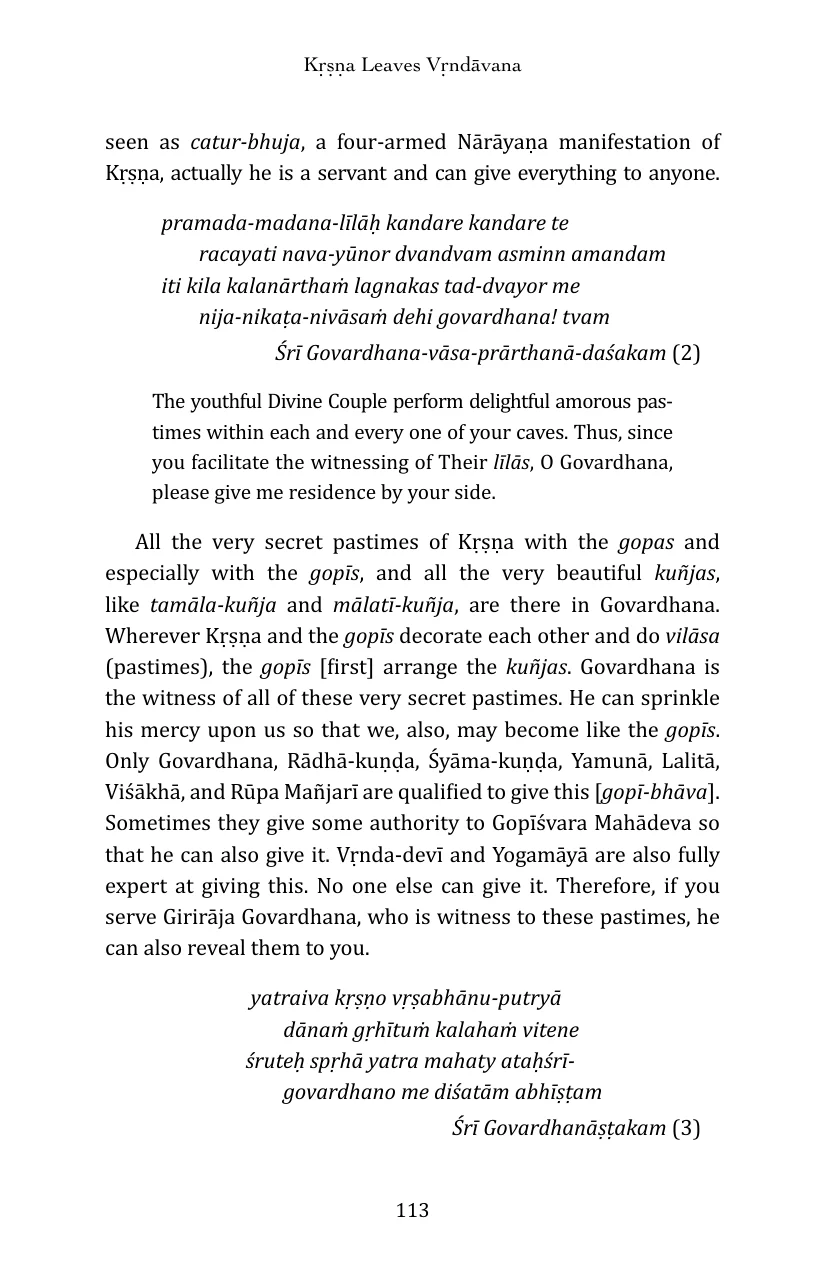 Kṛṣṇa Leaves Vṛndāvana
seen as catur-bhuja, a four-armed Nārāyaṇa manifestation of
Kṛṣṇa, actually he is a servant and can give everything to anyone.
pramada-madana-līlāḥ kandare kandare te
racayati nava-yūnor dvandvam asminn amandam
iti kila kalanārthaṁ lagnakas tad-dvayor me
nija-nikaṭa-nivāsaṁ dehi govardhana! tvam
Śrī Govardhana-vāsa-prārthanā-daśakam (2)
The youthful Divine Couple perform delightful amorous pas-
times within each and every one of your caves. Thus, since
you facilitate the witnessing of Their līlās, O Govardhana,
please give me residence by your side.
All the very secret pastimes of Kṛṣṇa with the gopas and
especially with the gopīs, and all the very beautiful kuñjas,
like tamāla-kuñja and mālatī-kuñja, are there in Govardhana.
Wherever Kṛṣṇa and the gopīs decorate each other and do vilāsa
(pastimes), the gopīs [first] arrange the kuñjas. Govardhana is
the witness of all of these very secret pastimes. He can sprinkle
his mercy upon us so that we, also, may become like the gopīs.
Only Govardhana, Rādhā-kuṇḍa, Śyāma-kuṇḍa, Yamunā, Lalitā,
Viśākhā, and Rūpa Mañjarī are qualified to give this [gopī-bhāva].
Sometimes they give some authority to Gopīśvara Mahādeva so
that he can also give it. Vṛnda-devī and Yogamāyā are also fully
expert at giving this. No one else can give it. Therefore, if you
serve Girirāja Govardhana, who is witness to these pastimes, he
can also reveal them to you.
yatraiva kṛṣṇo vṛṣabhānu-putryā
dānaṁ gṛhītuṁ kalahaṁ vitene
śruteḥ spṛhā yatra mahaty ataḥśrī-
govardhano me diśatām abhīṣṭam
Śrī Govardhanāṣṭakam (3)
113